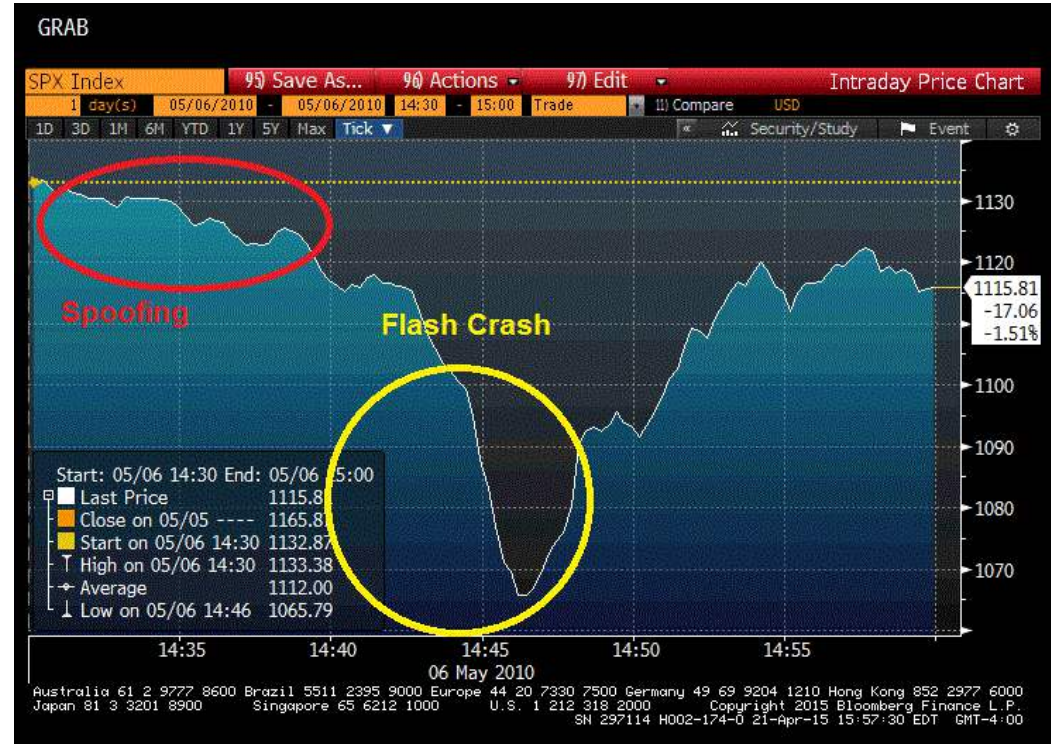 GRAB
SPX Index 95) Save As... 96) Actions 97) Edit Intraday Price Chart
1 day(s) 05/06/2010 - 05/06/2010 14:30 - 15:00 Trade 11) Compare USD
1D 3D 1M 6M YTD 1Y 5Y Max Tick ▼ « Security/Study Event
1130
1120
1115.81
-17.06
-1.51%
1100
1090
1080
1070
Spoofing
Flash Crash
Start: 05/06 14:30 End: 05/06 15:00
Last Price 1115.8
Close on 05/05 ---- 1165.8
Start on 05/06 14:30 1132.87
High on 05/06 14:30 1133.38
Average 1112.00
Low on 05/06 14:46 1065.79
14:35 14:40 14:45 14:50 14:55
06 May 2010
Australia 61 2 9777 8600 Brazil 5511 2395 9000 Europe 44 20 7330 7500 Germany 49 69 9204 1210 Hong Kong 852 2977 6000
Japan 81 3 3201 8900 Singapore 65 6212 1000 U.S. 1 212 318 2000 Copyright 2015 Bloomberg Finance L.P.
SN 297114 H002-174-0 21-Apr-15 15:57:30 EDT GMT-4:00